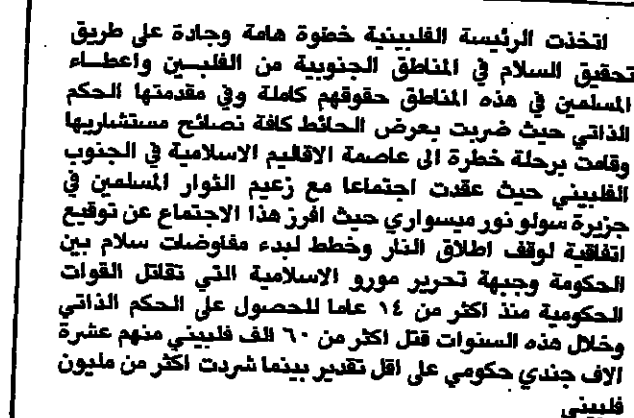 اتخذت الرئيسة الفلبينية خطوة هامة وجادة على طريق
تحقيق السلام في المناطق الجنوبية من الفلبــين واعطــاء
المسلمين في هذه المناطق حقوقهم كاملة وفي مقدمتها الحكم
الذاتي حيث ضربت بعرض الحائط كافة نصائح مستشاريها
وقامت برحلة خطرة الى عاصمة الاقاليم الاسلامية في الجنوب
الفلبيني حيث عقدت اجتماعا مع زعيم الثوار المسلمين في
جزيرة سولو نور ميسواري حيث افرز هذا الاجتماع عن توقيع
اتفاقية لوقف اطلاق النار وخطط لبدء مفاوضات سلام بين
الحكومة وجبهة تحرير مورو الاسلامية التي تقاتل القوات
الحكومية منذ اكثر من ١٤ عاما للحصول على الحكم الذاتي
وخلال هذه السنوات قتل اكثر من ٦٠ الف فلبيني منهم عشرة
الاف جندي حكومي على اقل تقدير بينما شردت اكثر من مليون
فلبيني